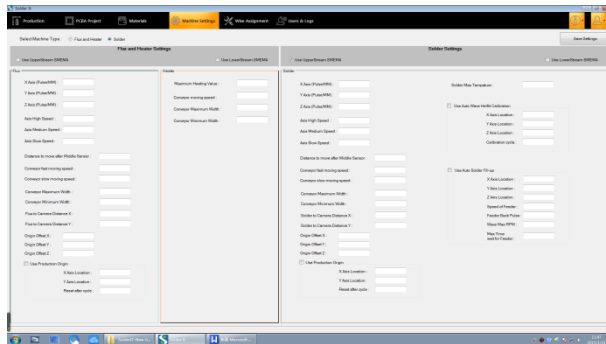 Solder It
Production
PCBA Project
Materials
Machine Settings
Wise Assignment
Users & Logs
Select Machine Type:
Flux and Heater
Solder
Save Settings
Flux and Heater Settings
Use UpperStream SMEMA
Use LowerStream SMEMA
Flux
X Axis (Pulse/MM) :
Y Axis (Pulse/MM) :
Z Axis (Pulse/MM) :
Axis High Speed :
Axis Medium Speed :
Axis Slow Speed :
Distance to move after Middle Sensor :
Conveyor fast moving speed :
Conveyor slow moving speed :
Conveyor Maximum Width :
Conveyor Minimum Width :
Flux to Camera Distance X :
Flux to Camera Distance Y :
Origin Offset X :
Origin Offset Y :
Origin Offset Z :
Use Production Origin
X Axis Location :
Y Axis Location :
Reset after cycle :
Heater
Maximum Heating Value :
Conveyor moving speed :
Conveyor Maximum Width :
Conveyor Maximum Width :
Solder Settings
Use UpperStream SMEMA
Use LowerStream SMEMA
Solder
X Axis (Pulse/MM) :
Y Axis (Pulse/MM) :
Z Axis (Pulse/MM) :
Axis High Speed :
Axis Medium Speed :
Axis Slow Speed :
Distance to move after Middle Sensor :
Conveyor fast moving speed :
Conveyor slow moving speed :
Conveyor Maximum Width :
Conveyor Minimum Width :
Solder to Camera Distance X :
Solder to Camera Distance Y :
Origin Offset X :
Origin Offset Y :
Origin Offset Z :
Use Production Origin
X Axis Location :
Y Axis Location :
Reset after cycle :
Solder Max Tempature :
Use Auto Wave Height Calibration
X Axis Location :
Y Axis Location :
Z Axis Location :
Calibration cycle :
Use Auto Solder Fill-up
X Axis Location :
Y Axis Location :
Z Axis Location :
Speed of Feeder :
Feeder Back Pulse :
Wave Max RPM :
Max Time
wait for Feeder :
Solder It